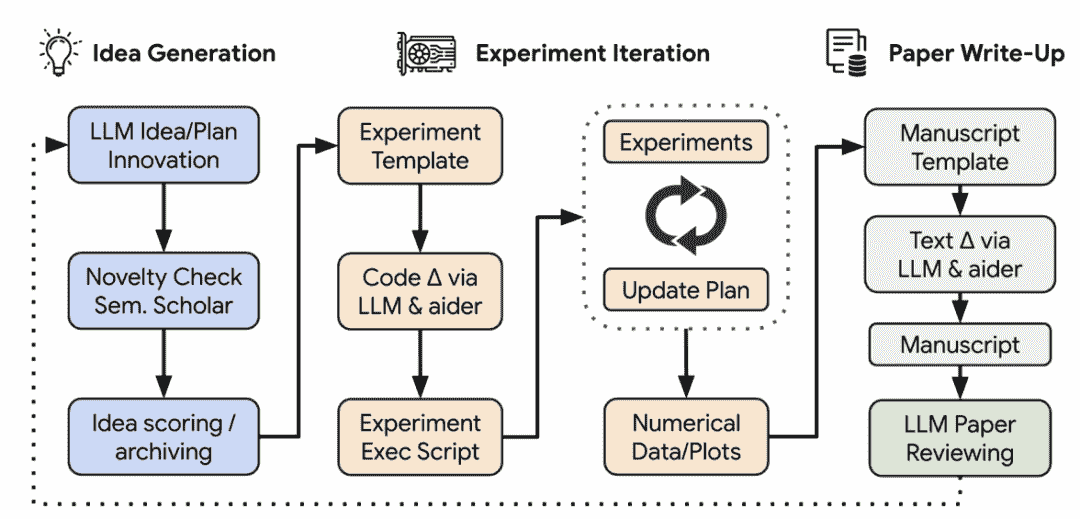 Idea Generation
Experiment Iteration
Paper Write-Up
LLM Idea/Plan
Innovation
Novelty Check
Sem. Scholar
Idea scoring /
archiving
Experiment
Template
Code Δ via
LLM & aider
Experiment
Exec Script
Experiments
Update Plan
Numerical
Data/Plots
Manuscript
Template
Text Δ via
LLM & aider
Manuscript
LLM Paper
Reviewing